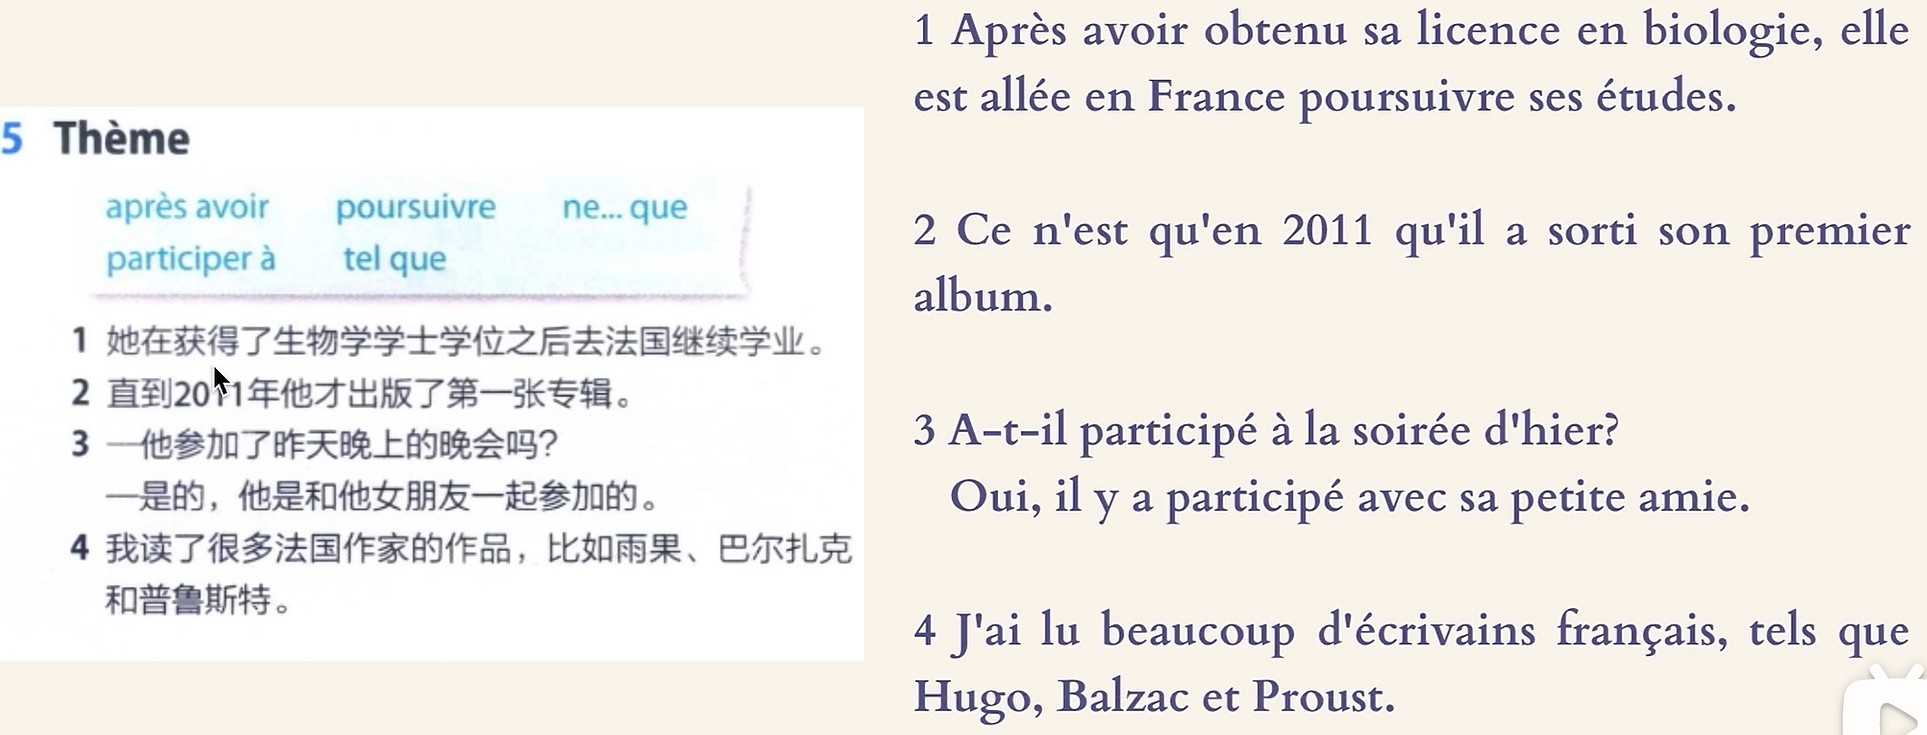 5 Thème
après avoir poursuivre ne... que
participer à tel que
1 她在获得了生物学学士学位之后去法国继续学业。
2 直到2011年他才出版了第一张专辑。
3 —他参加了昨天晚上的晚会吗?
—是的，他是和他女朋友一起参加的。
4 我读了很多法国作家的作品，比如雨果、巴尔扎克
和普鲁斯特。
1 Après avoir obtenu sa licence en biologie, elle
est allée en France poursuivre ses études.
2 Ce n'est qu'en 2011 qu'il a sorti son premier
album.
3 A-t-il participé à la soirée d'hier?
Oui, il y a participé avec sa petite amie.
4 J'ai lu beaucoup d'écrivains français, tels que
Hugo, Balzac et Proust.